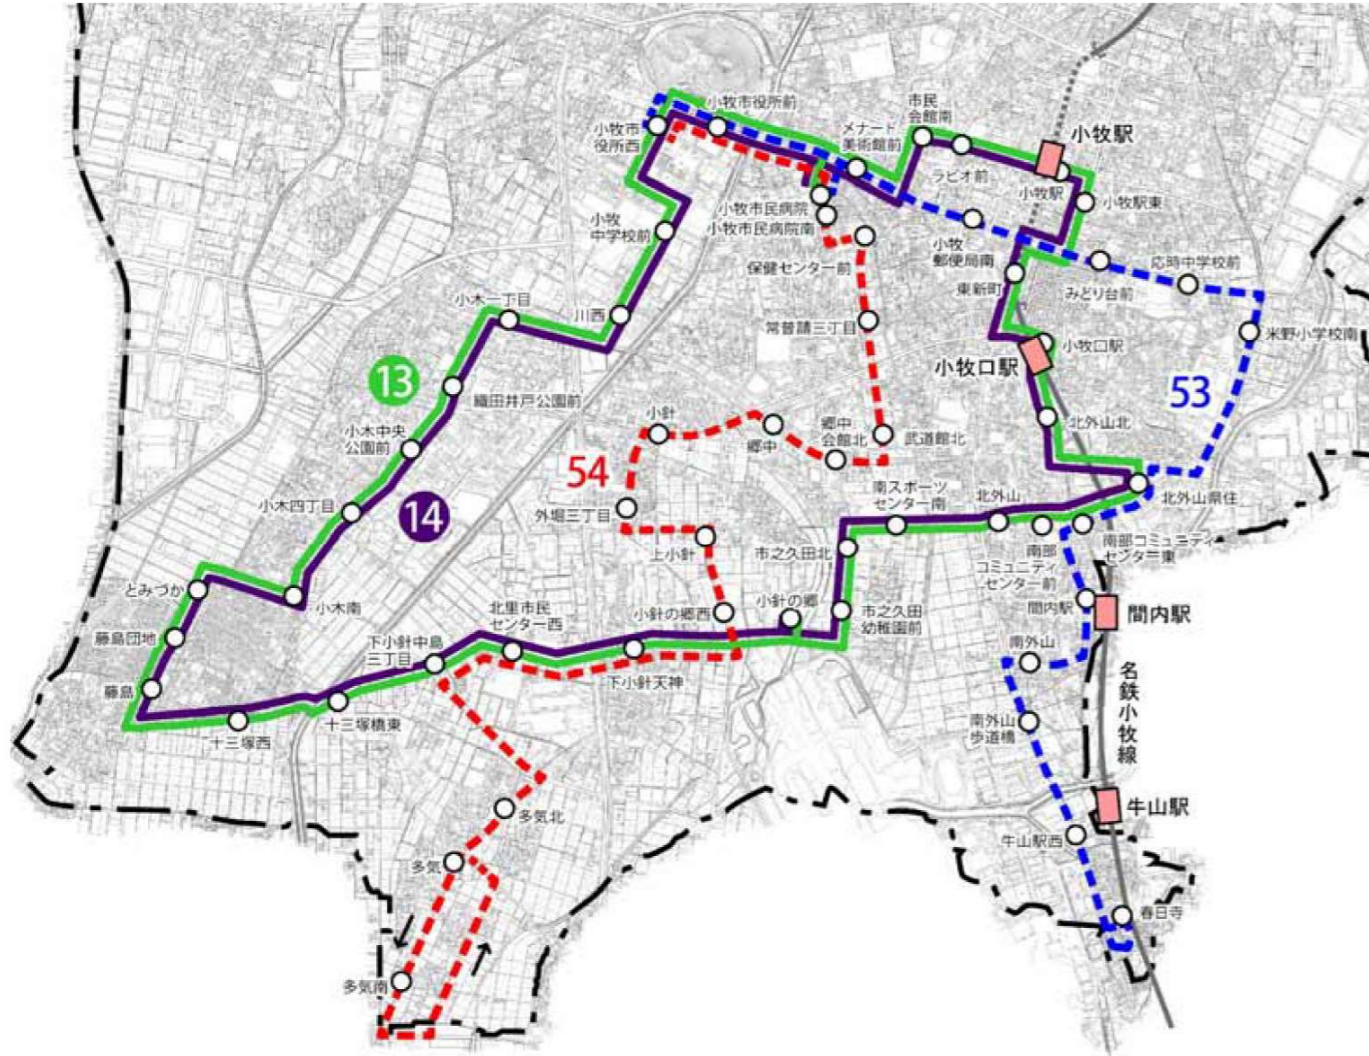 小牧市役所前
小牧市
役所西
市民
会館南
メナード
美術館前
小牧駅
ラピオ前
小牧駅
小牧駅東
小牧市民病院
小牧市民病院南
小牧
中学校前
保健センター前
小牧
郵便局南
東新町
みどり台前
応時中学校前
小木一丁目
川西
常普請三丁目
米野小学校南
小牧口駅
小牧口駅
13
織田井戸公園前
53
小木中央
公園前
小針
郷中
郷中
会館北
武道館北
北外山北
54
14
小木四丁目
外堀三丁目
南スポーツ
センター南
北外山
北外山県住
上小針
市之久田北
南部
コミュニティ
センター前
南部コミュニティ
センター東
とみづか
小木南
北里市民
センター西
小針の郷西
小針の郷
市之久田
幼稚園前
間内駅
間内駅
藤島団地
下小針中島
三丁目
下小針天神
南外山
藤島
十三塚西
十三塚橋東
南外山
歩道橋
名鉄小牧線
多気北
牛山駅
牛山駅西
多気
春日寺
多気南